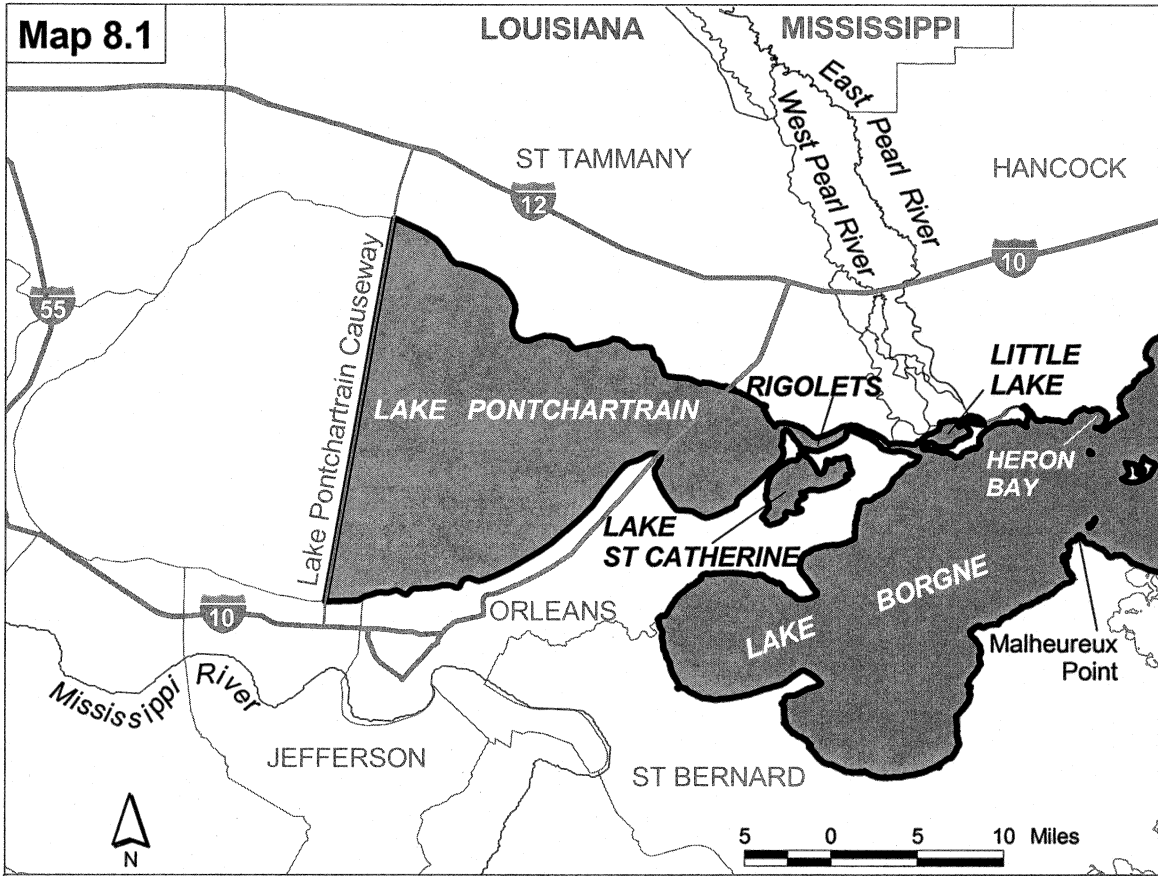 Map 8.1
LOUISIANA
MISSISSIPPI
East Pearl River
West Pearl River
ST TAMMANY
HANCOCK
12
10
55
Lake Pontchartrain Causeway
LITTLE
LAKE
RIGOLETS
LAKE PONTCHARTRAIN
HERON
BAY
LAKE
ST CATHERINE
LAKE BORGNE
10
ORLEANS
Malheureux
Point
Mississippi River
JEFFERSON
ST BERNARD
N
5 0 5 10 Miles